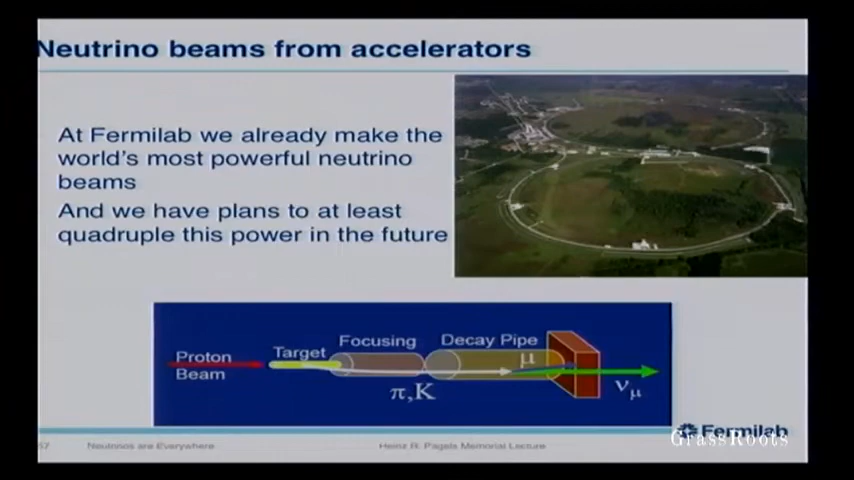 Neutrino beams from accelerators
At Fermilab we already make the
world's most powerful neutrino
beams
And we have plans to at least
quadruple this power in the future
Proton
Beam
Target
Focusing
Decay Pipe
μ
π,K
νμ
Fermilab
GrassRoots
Neutrinos are Everywhere
Heinz R. Pagels Memorial Lecture